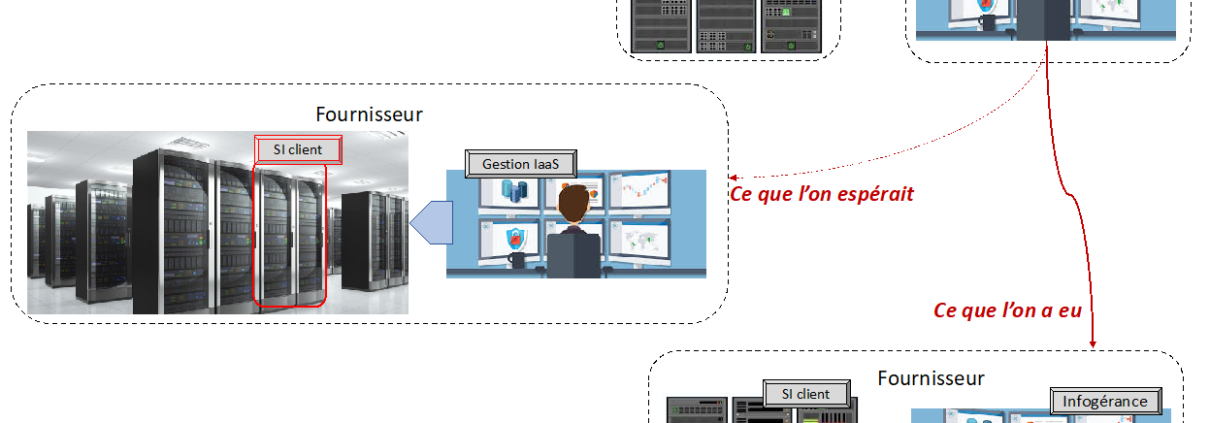 Fournisseur
SI client
Gestion IaaS
Ce que l’on espérait
Ce que l’on a eu
Fournisseur
SI client
Infogérance